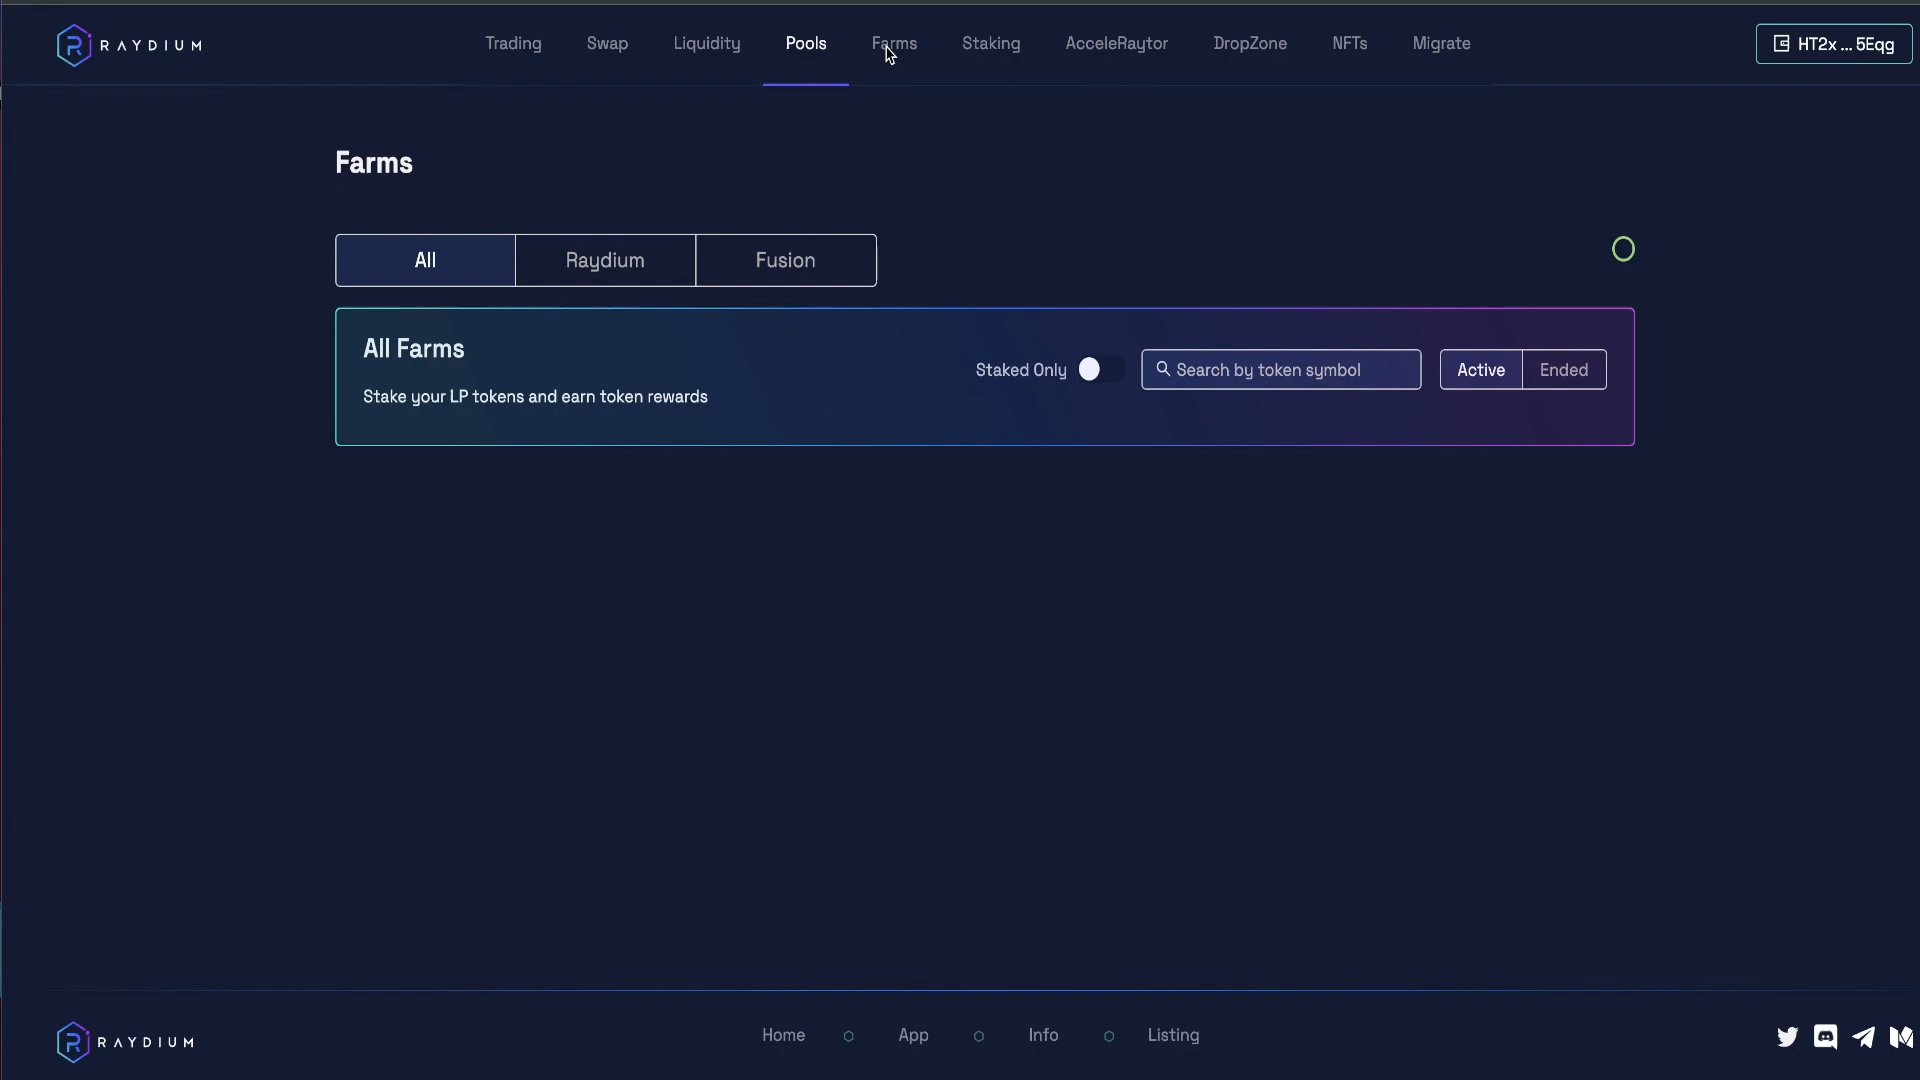 RAYDIUM
Trading
Swap
Liquidity
Pools
Farms
Staking
AcceleRaytor
DropZone
NFTs
Migrate
HT2x ... 5Eqg
Farms
All
Raydium
Fusion
All Farms
Stake your LP tokens and earn token rewards
Staked Only
Search by token symbol
Active
Ended
RAYDIUM
Home
App
Info
Listing